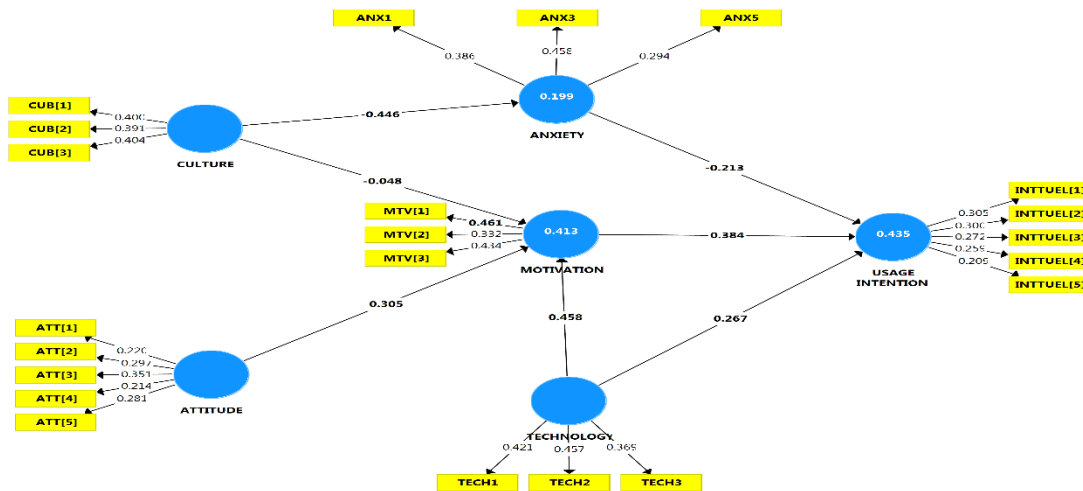 ANX1
ANX3
ANX5
0.386
0.458
0.294
0.199
ANXIETY
CUB[1]
CUB[2]
CUB[3]
0.400
0.391
0.404
CULTURE
-0.446
-0.048
-0.213
MTV[1]
MTV[2]
MTV[3]
0.461
0.332
0.434
0.413
MOTIVATION
0.384
0.435
USAGE
INTENTION
0.305
0.300
0.272
0.259
0.209
INTTUEL[1]
INTTUEL[2]
INTTUEL[3]
INTTUEL[4]
INTTUEL[5]
0.305
0.458
0.267
ATT[1]
ATT[2]
ATT[3]
ATT[4]
ATT[5]
0.220
0.297
0.351
0.214
0.281
ATTITUDE
TECHNOLOGY
0.421
0.457
0.369
TECH1
TECH2
TECH3